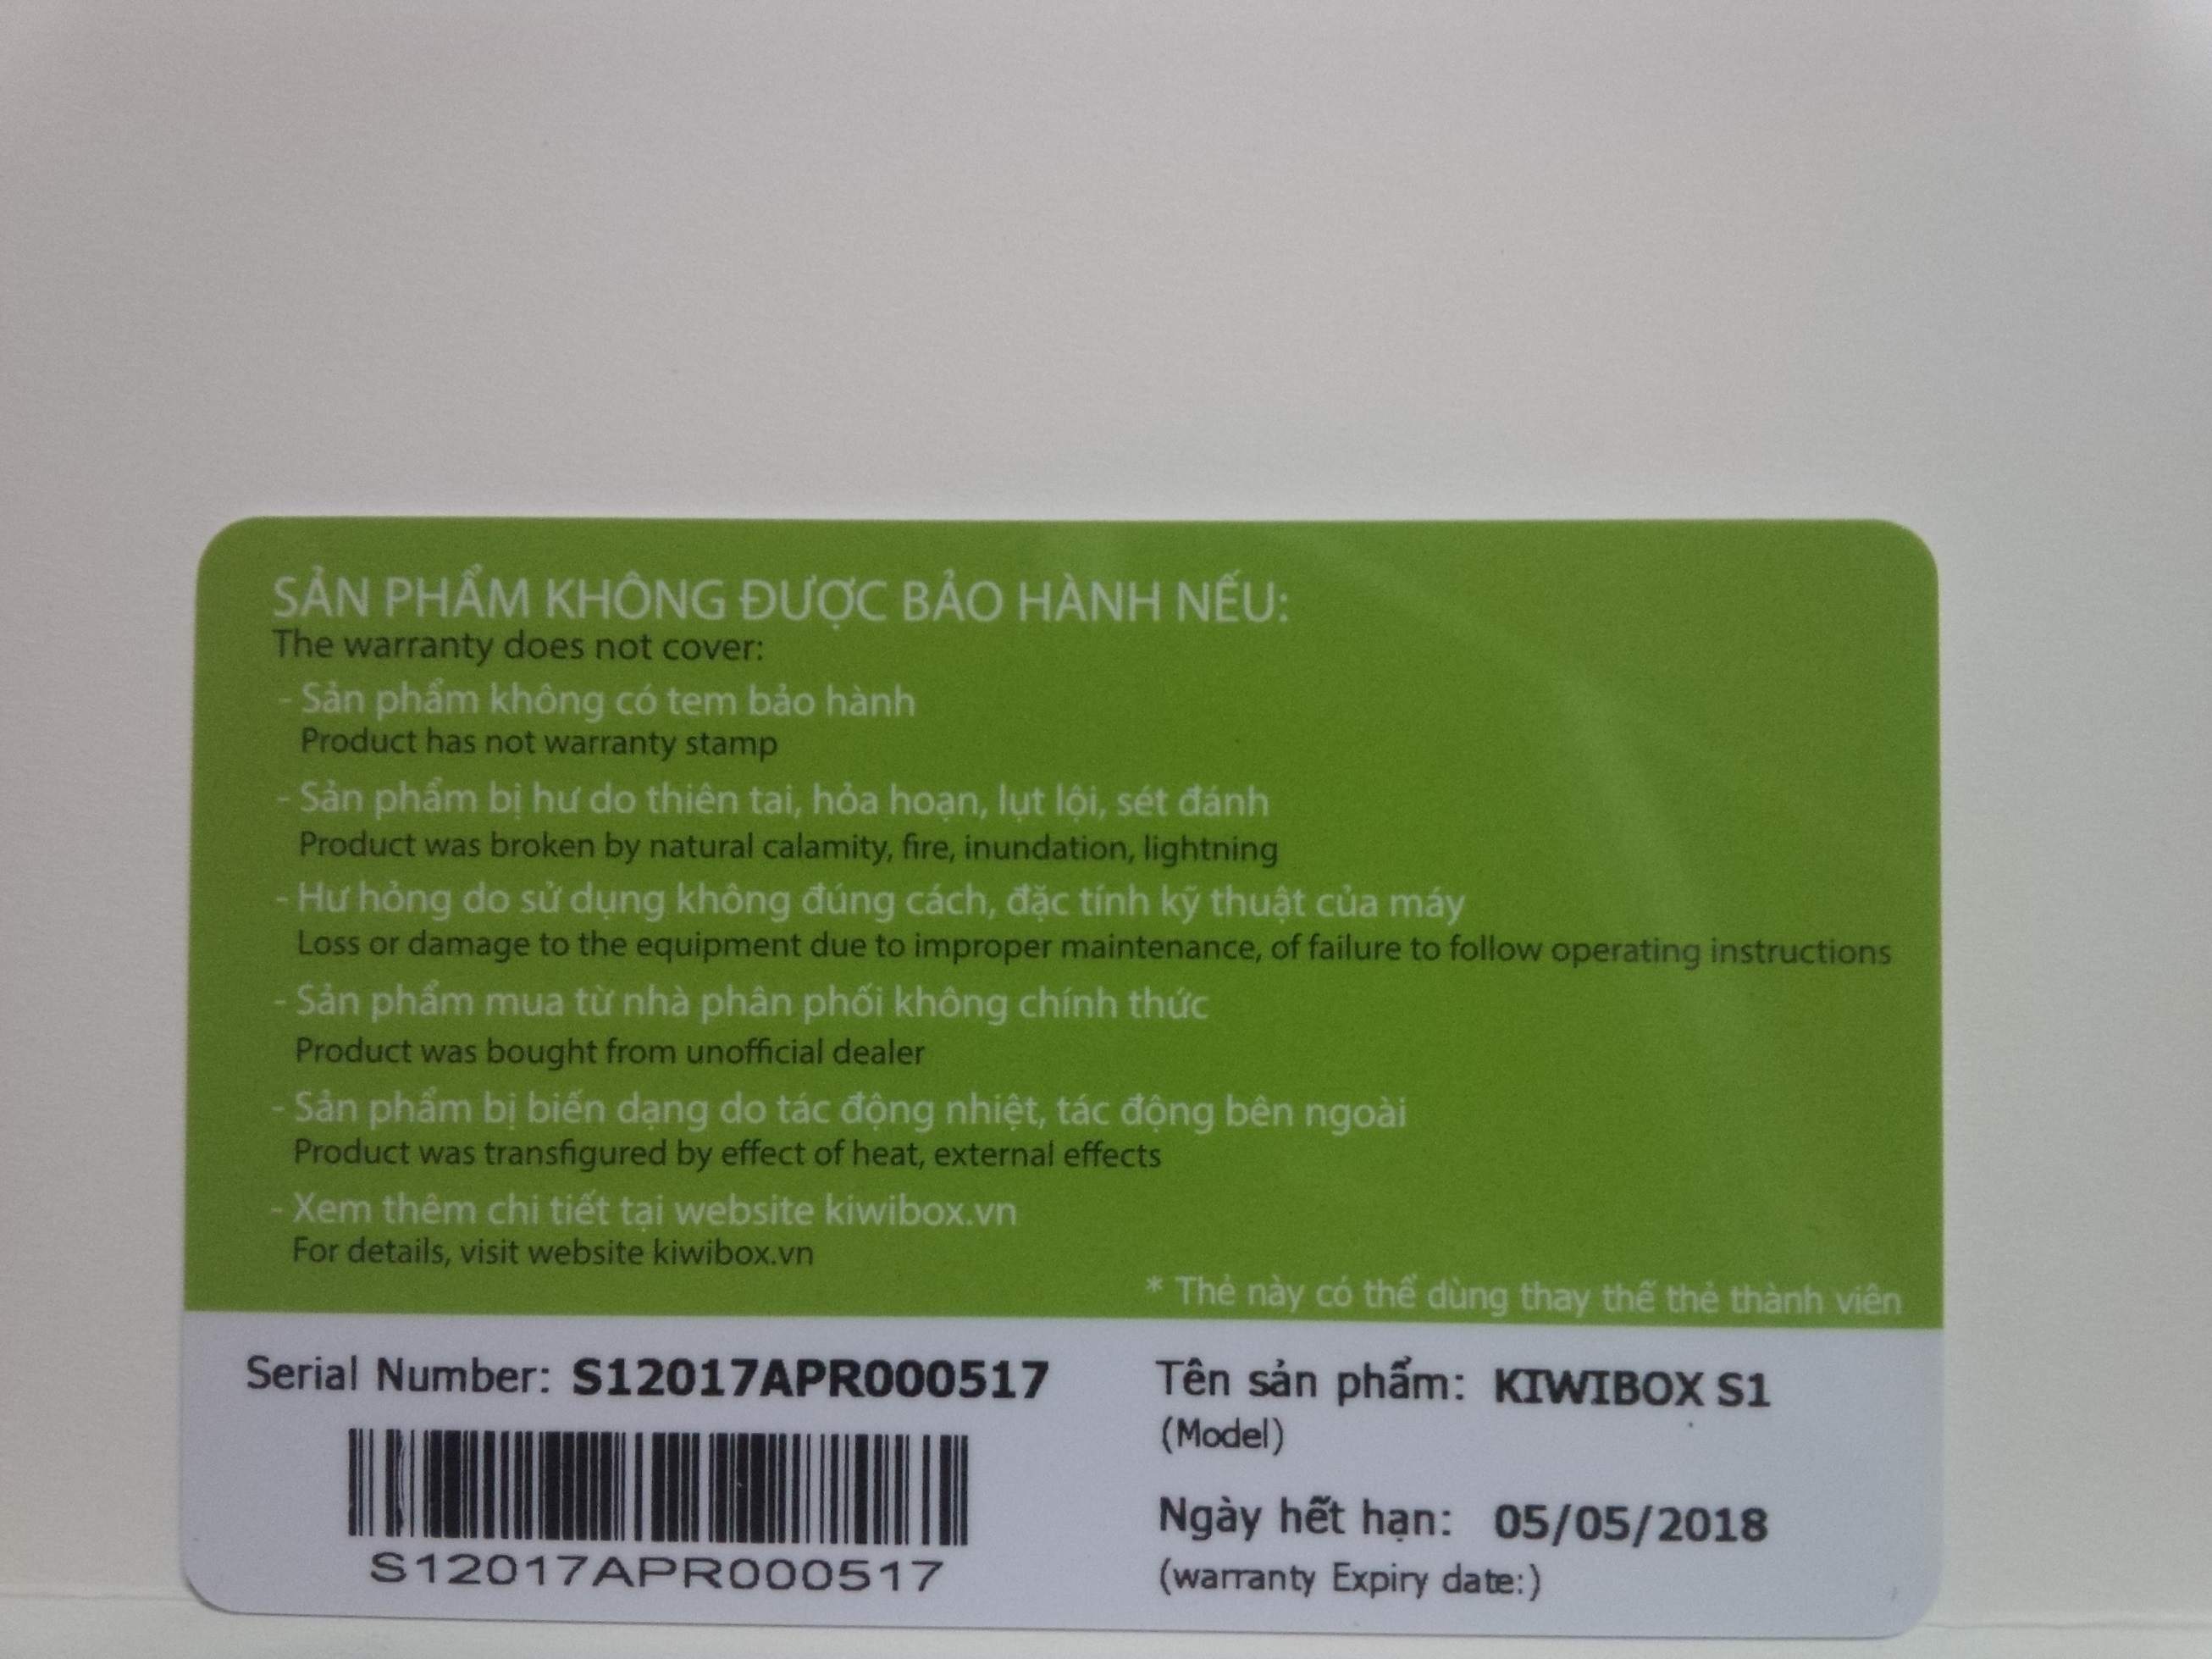 SẢN PHẨM KHÔNG ĐƯỢC BẢO HÀNH NẾU:
The warranty does not cover:
- Sản phẩm không có tem bảo hành
Product has not warranty stamp
- Sản phẩm bị hư do thiên tai, hỏa hoạn, lụt lội, sét đánh
Product was broken by natural calamity, fire, inundation, lightning
- Hư hỏng do sử dụng không đúng cách, đặc tính kỹ thuật của máy
Loss or damage to the equipment due to improper maintenance, of failure to follow operating instructions
- Sản phẩm mua từ nhà phân phối không chính thức
Product was bought from unofficial dealer
- Sản phẩm bị biến dạng do tác động nhiệt, tác động bên ngoài
Product was transfigured by effect of heat, external effects
- Xem thêm chi tiết tại website kiwibox.vn
For details, visit website kiwibox.vn
* Thẻ này có thể dùng thay thế thẻ thành viên
Serial Number: S12017APR000517
S12017APR000517
Tên sản phẩm: KIWIBOX S1
(Model)
Ngày hết hạn: 05/05/2018
(warranty Expiry date:)